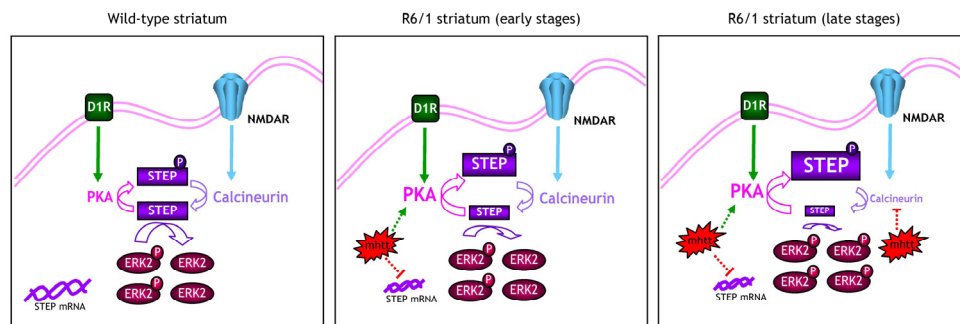 Wild-type striatum
D1R
NMDAR
P
STEP
PKA
Calcineurin
STEP
P
ERK2
ERK2
P
ERK2
ERK2
STEP mRNA
R6/1 striatum (early stages)
D1R
NMDAR
P
STEP
PKA
Calcineurin
STEP
mhtt
P
ERK2
ERK2
P
ERK2
ERK2
STEP mRNA
R6/1 striatum (late stages)
D1R
NMDAR
P
STEP
PKA
Calcineurin
STEP
mhtt
P
ERK2
P
ERK2
mhtt
P
ERK2
P
ERK2
STEP mRNA